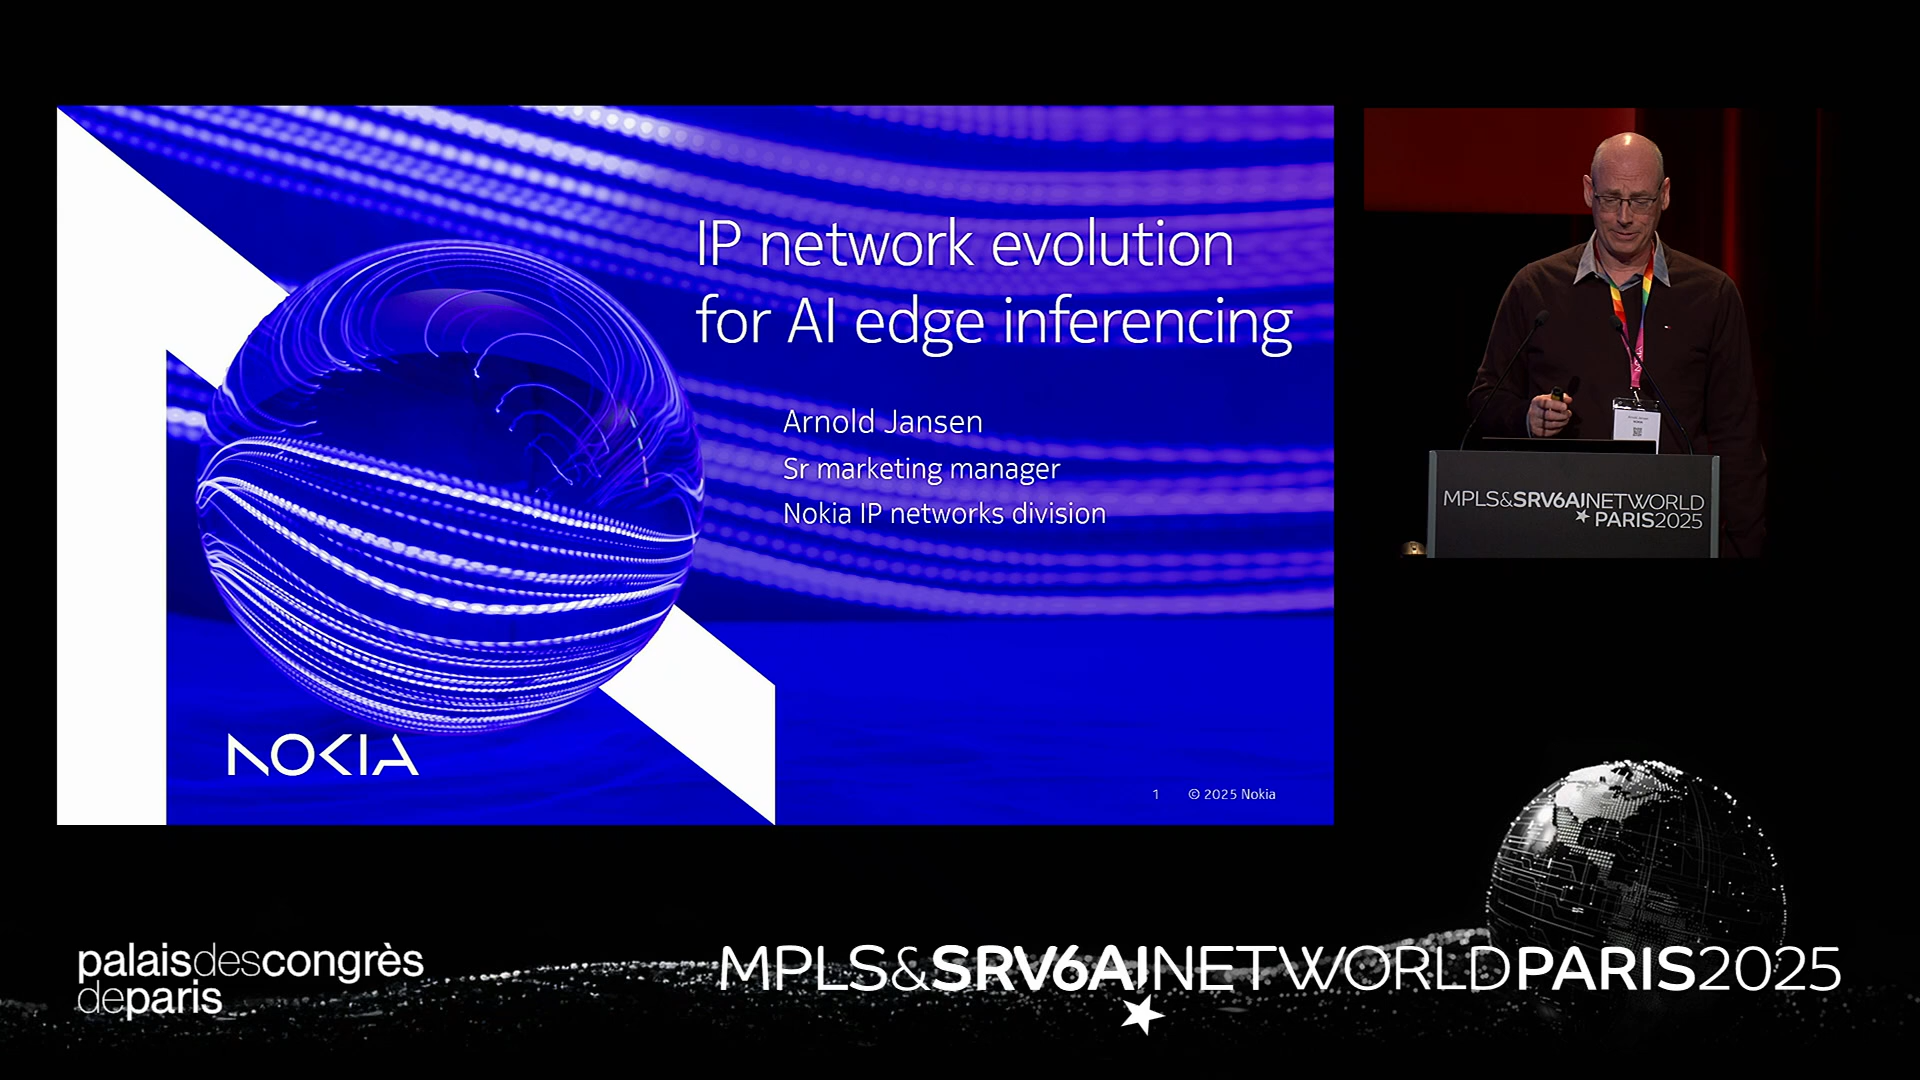 IP network evolution
for AI edge inferencing
Arnold Jansen
Sr marketing manager
Nokia IP networks division
NOKIA
1 © 2025 Nokia
MPLS&SRV6AINETWORLD
PARIS2025
palaisdescongrès
deparis
MPLS&SRV6AINETWORLDPARIS2025